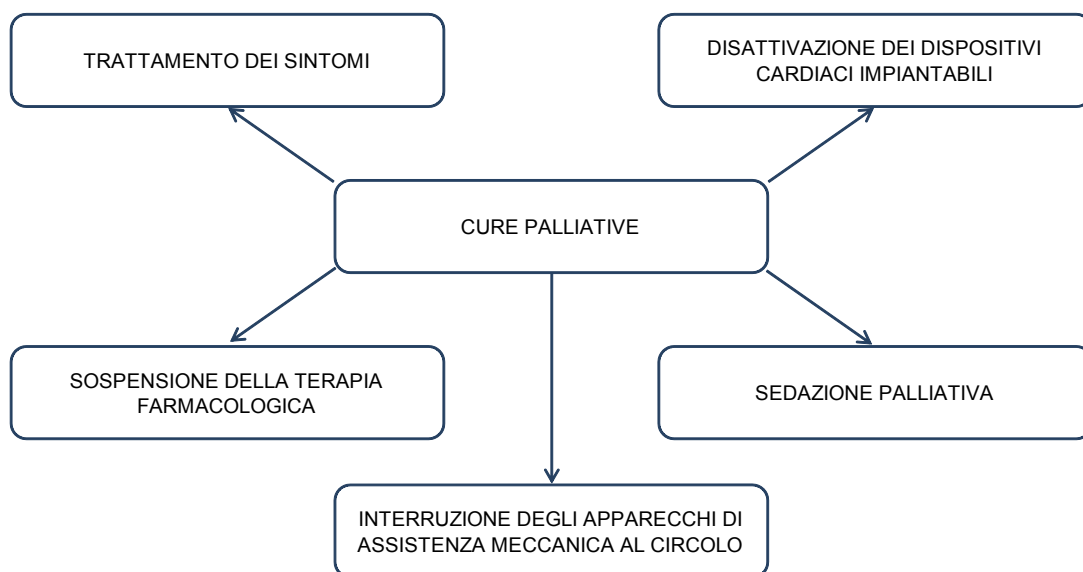 TRATTAMENTO DEI SINTOMI
DISATTIVAZIONE DEI DISPOSITIVI
CARDIACI IMPIANTABILI
CURE PALLIATIVE
SOSPENSIONE DELLA TERAPIA
FARMACOLOGICA
SEDAZIONE PALLIATIVA
INTERRUZIONE DEGLI APPARECCHI DI
ASSISTENZA MECCANICA AL CIRCOLO